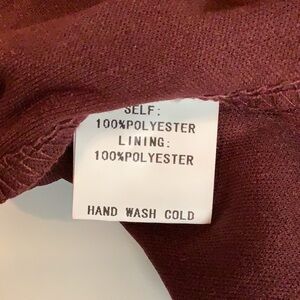 SELF:
100%POLYESTER
LINING:
100%POLYESTER
HAND WASH COLD